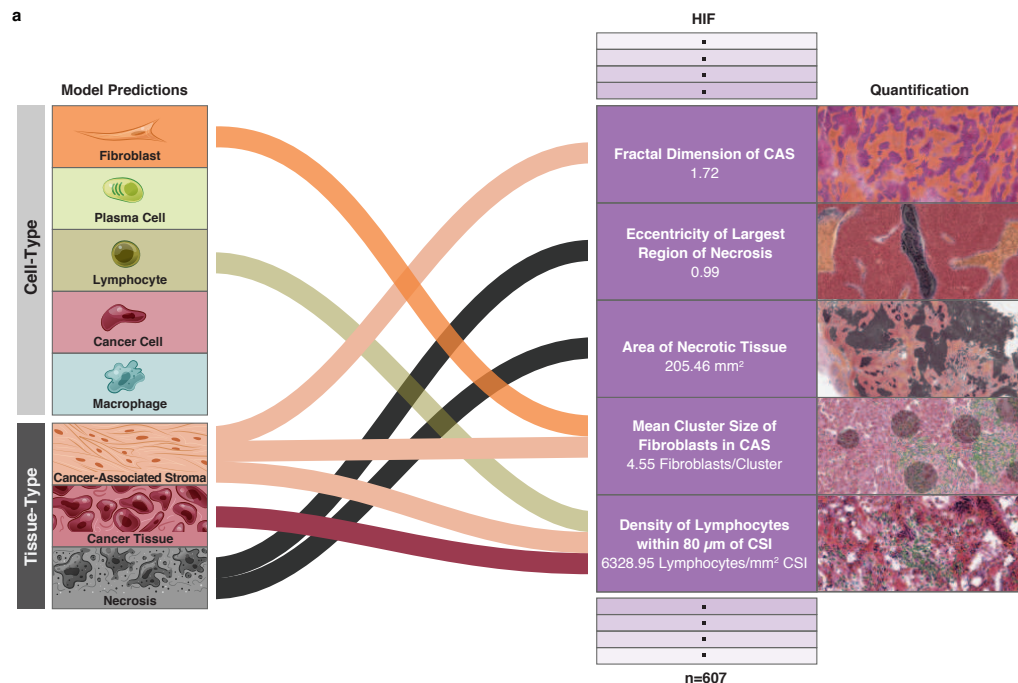 a
HIF
Model Predictions
Quantification
Cell-Type
Fibroblast
Plasma Cell
Lymphocyte
Cancer Cell
Macrophage
Tissue-Type
Cancer-Associated Stroma
Cancer Tissue
Necrosis
Fractal Dimension of CAS
1.72
Eccentricity of Largest
Region of Necrosis
0.99
Area of Necrotic Tissue
205.46 mm²
Mean Cluster Size of
Fibroblasts in CAS
4.55 Fibroblasts/Cluster
Density of Lymphocytes
within 80 µm of CSI
6328.95 Lymphocytes/mm² CSI
n=607